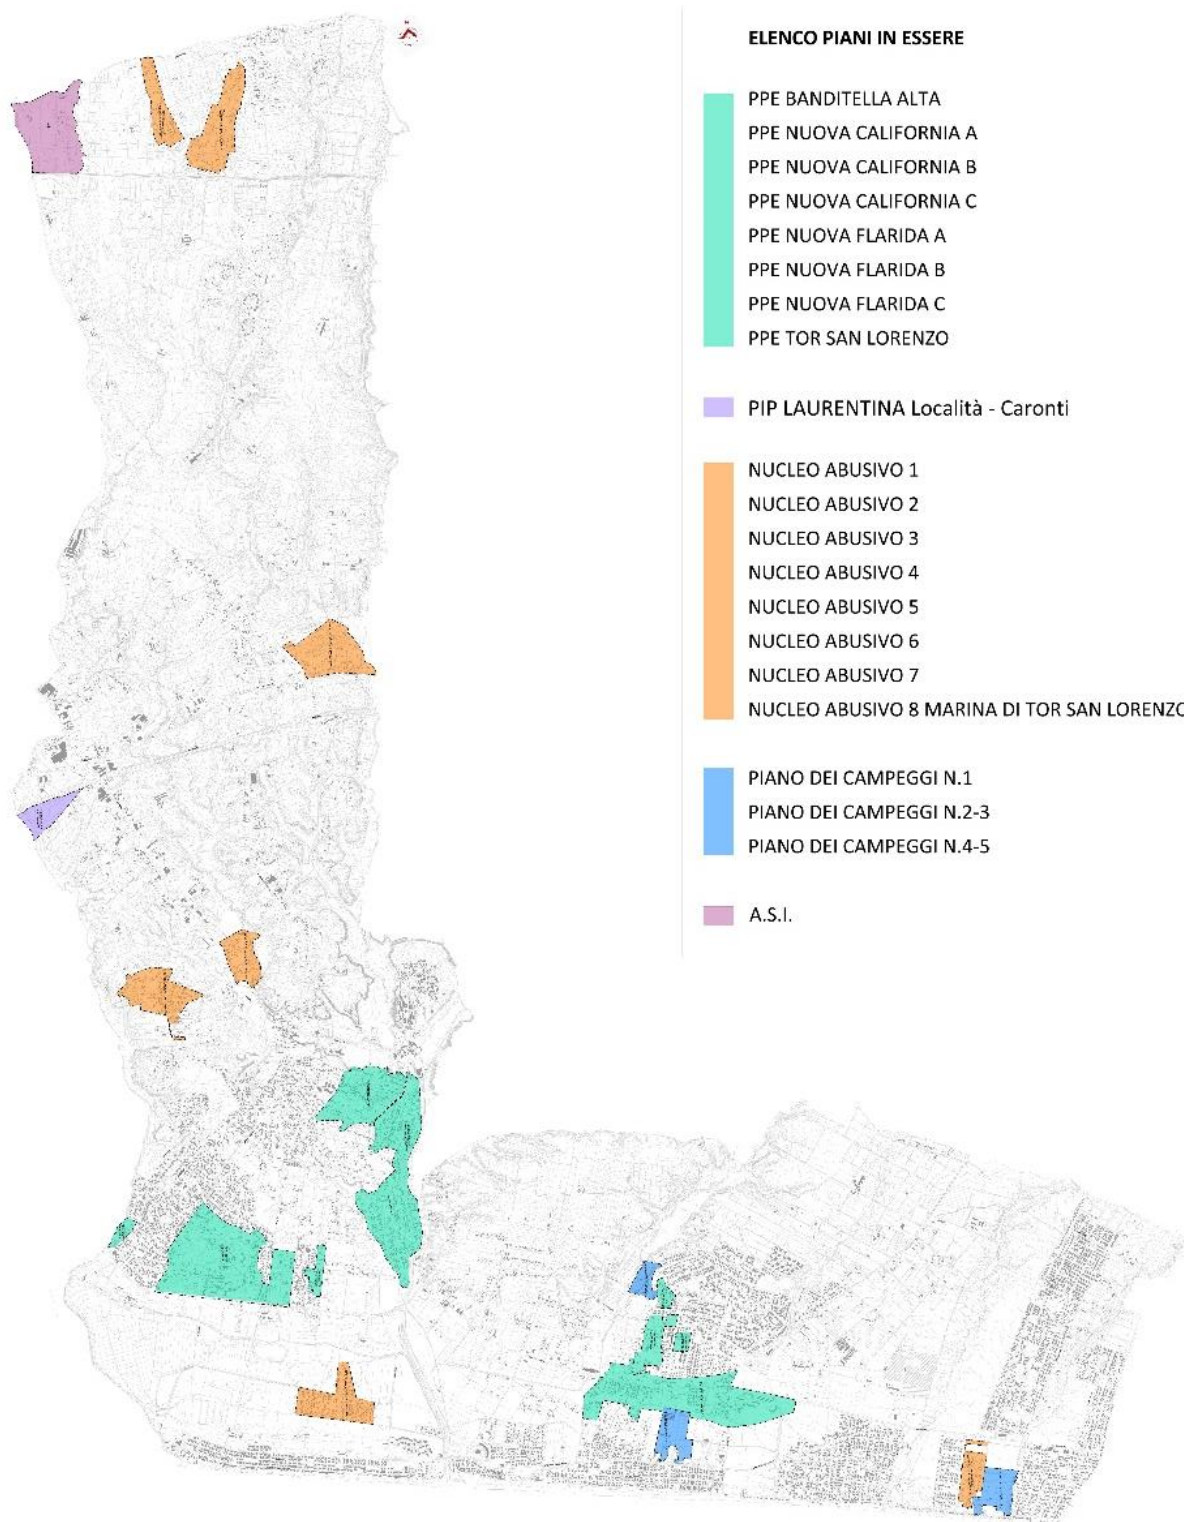 ELENCO PIANI IN ESSERE
PPE BANDITELLA ALTA
PPE NUOVA CALIFORNIA A
PPE NUOVA CALIFORNIA B
PPE NUOVA CALIFORNIA C
PPE NUOVA FLARIDA A
PPE NUOVA FLARIDA B
PPE NUOVA FLARIDA C
PPE TOR SAN LORENZO
PIP LAURENTINA Località - Caronti
NUCLEO ABUSIVO 1
NUCLEO ABUSIVO 2
NUCLEO ABUSIVO 3
NUCLEO ABUSIVO 4
NUCLEO ABUSIVO 5
NUCLEO ABUSIVO 6
NUCLEO ABUSIVO 7
NUCLEO ABUSIVO 8 MARINA DI TOR SAN LORENZO
PIANO DEI CAMPEGGI N.1
PIANO DEI CAMPEGGI N.2-3
PIANO DEI CAMPEGGI N.4-5
A.S.I.